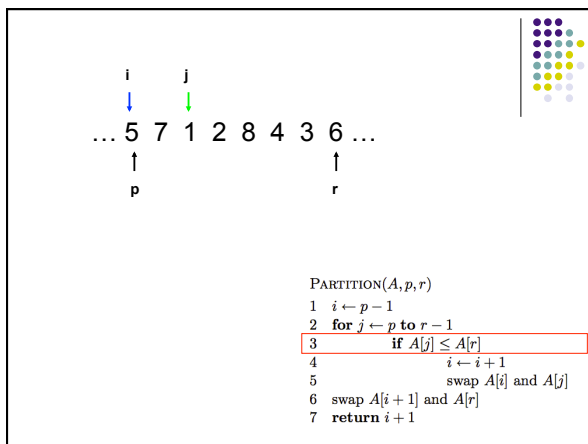 i j
… 5 7 1 2 8 4 3 6 …
p r
PARTITION(A, p, r)
1 i ← p − 1
2 for j ← p to r − 1
3 if A[j] ≤ A[r]
4 i ← i + 1
5 swap A[i] and A[j]
6 swap A[i + 1] and A[r]
7 return i + 1